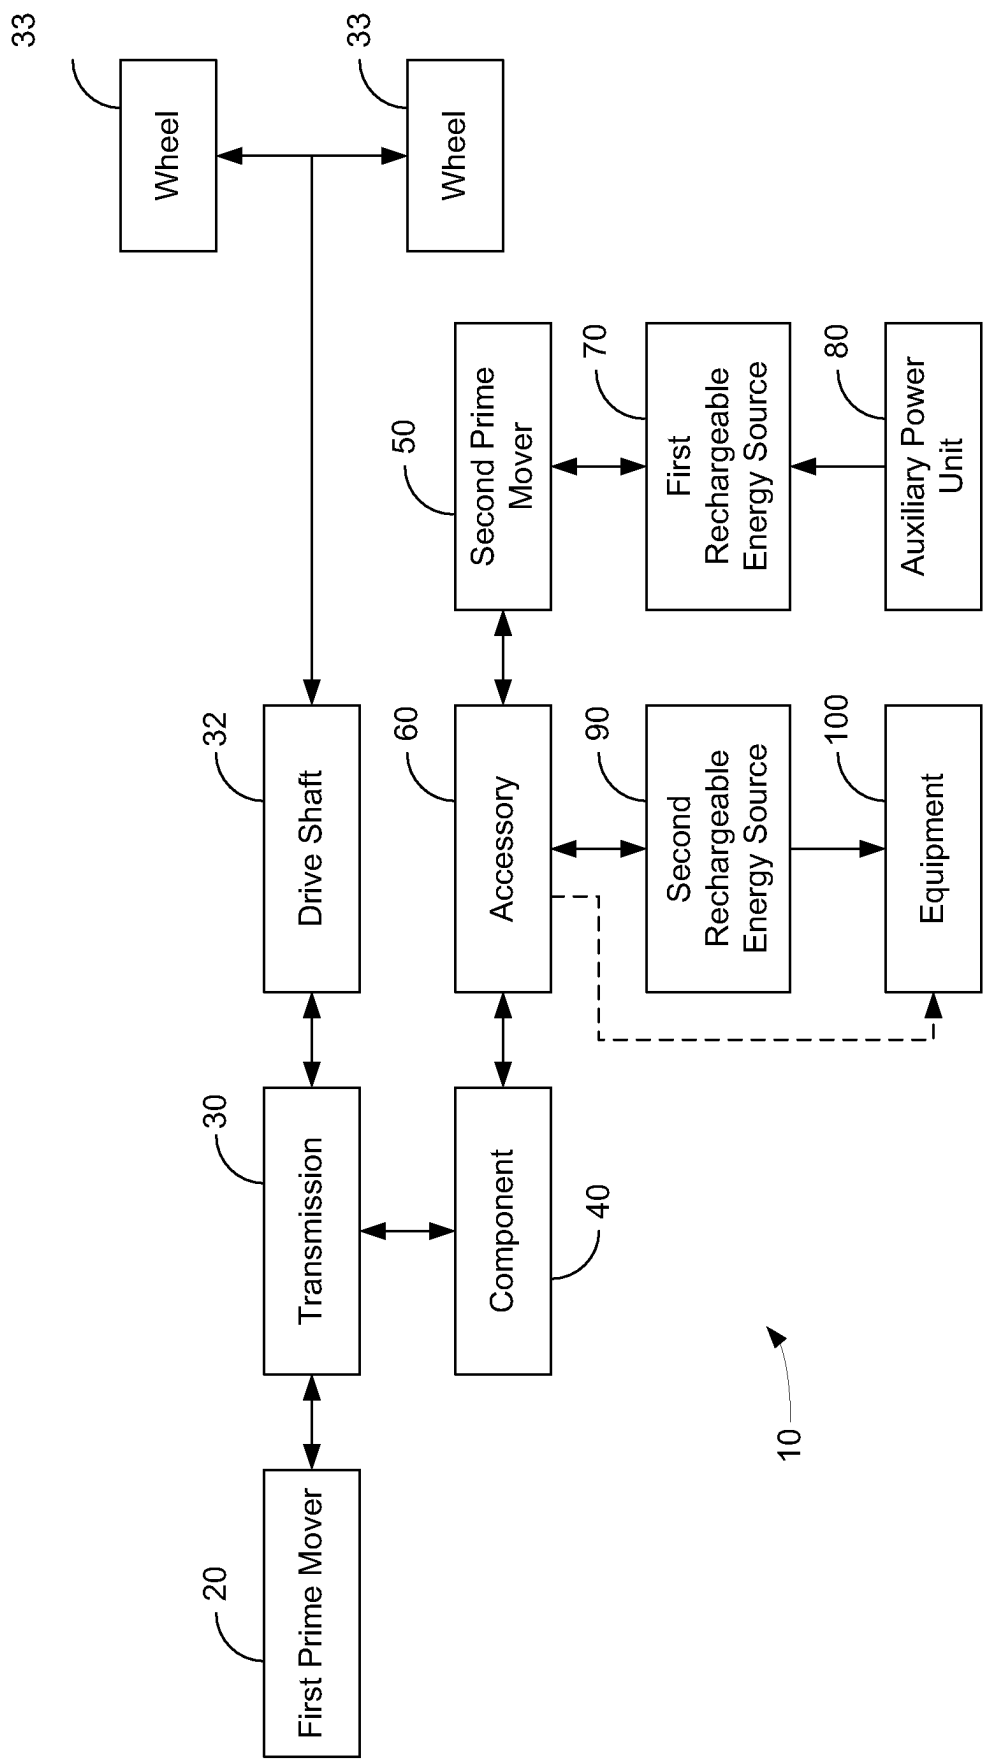 33
Wheel
33
Wheel
20
First Prime Mover
30
Transmission
32
Drive Shaft
40
Component
60
Accessory
50
Second Prime
Mover
90
Second
Rechargeable
Energy Source
70
First
Rechargeable
Energy Source
100
Equipment
80
Auxiliary Power
Unit
10